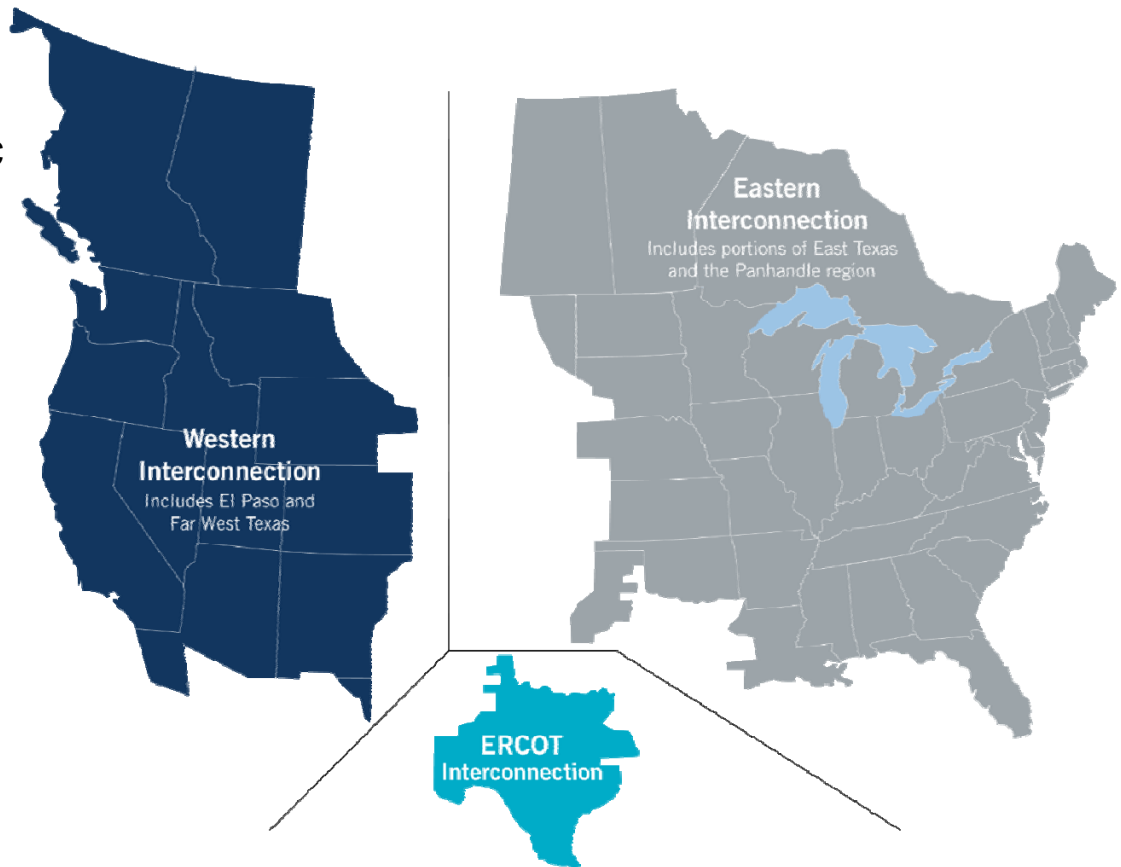 c
Western
Interconnection
Includes El Paso and
Far West Texas
Eastern
Interconnection
Includes portions of East Texas
and the Panhandle region
ERCOT
Interconnection